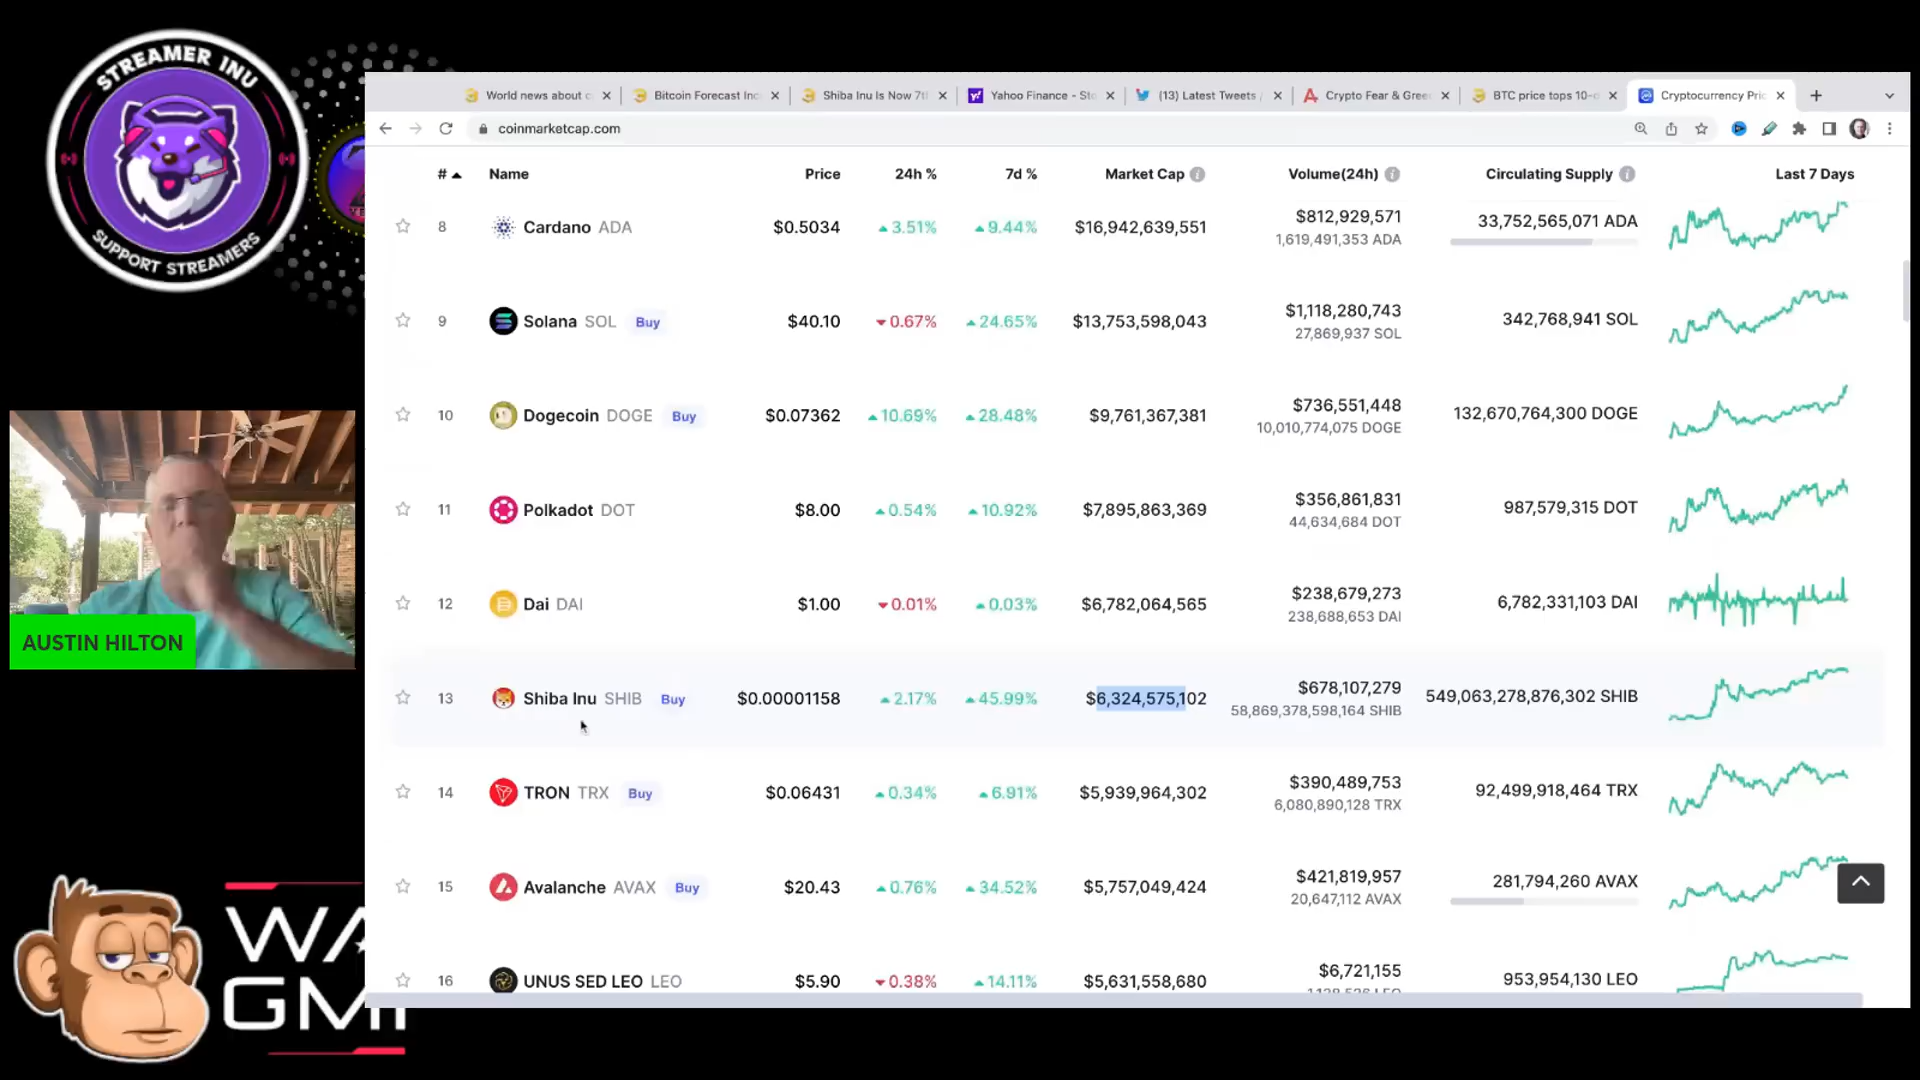 STREAMER INU
SUPPORT STREAMERS
World news about c
Bitcoin Forecast Inc
Shiba Inu Is Now 7th
Yahoo Finance - Sto
(13) Latest Tweets /
Crypto Fear & Gree
BTC price tops 10-d
Cryptocurrency Pric
coinmarketcap.com
# Name Price 24h % 7d % Market Cap Volume(24h) Circulating Supply Last 7 Days
8 Cardano ADA $0.5034 3.51% 9.44% $16,942,639,551 $812,929,571 33,752,565,071 ADA
1,619,491,353 ADA
9 Solana SOL Buy $40.10 0.67% 24.65% $13,753,598,043 $1,118,280,743 342,768,941 SOL
27,869,937 SOL
10 Dogecoin DOGE Buy $0.07362 10.69% 28.48% $9,761,367,381 $736,551,448 132,670,764,300 DOGE
10,010,774,075 DOGE
11 Polkadot DOT $8.00 0.54% 10.92% $7,895,863,369 $356,861,831 987,579,315 DOT
44,634,684 DOT
12 Dai DAI $1.00 0.01% 0.03% $6,782,064,565 $238,679,273 6,782,331,103 DAI
238,688,653 DAI
AUSTIN HILTON
13 Shiba Inu SHIB Buy $0.00001158 2.17% 45.99% $6,324,575,102 $678,107,279 549,063,278,876,302 SHIB
58,869,378,598,164 SHIB
14 TRON TRX Buy $0.06431 0.34% 6.91% $5,939,964,302 $390,489,753 92,499,918,464 TRX
6,080,890,128 TRX
15 Avalanche AVAX Buy $20.43 0.76% 34.52% $5,757,049,424 $421,819,957 281,794,260 AVAX
20,647,112 AVAX
16 UNUS SED LEO LEO $5.90 0.38% 14.11% $5,631,558,680 $6,721,155 953,954,130 LEO
WA
GMI